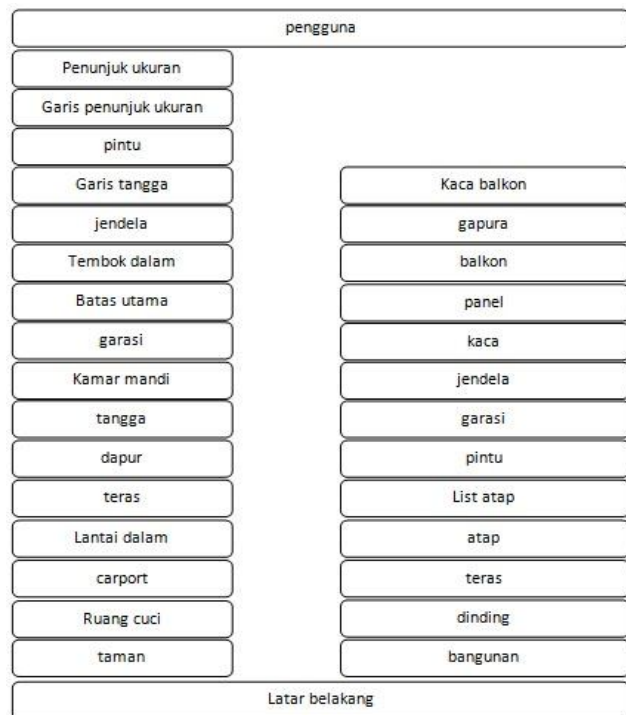 pengguna
Penunjuk ukuran
Garis penunjuk ukuran
pintu
Garis tangga
jendela
Tembok dalam
Batas utama
garasi
Kamar mandi
tangga
dapur
teras
Lantai dalam
carport
Ruang cuci
taman
Kaca balkon
gapura
balkon
panel
kaca
jendela
garasi
pintu
List atap
atap
teras
dinding
bangunan
Latar belakang